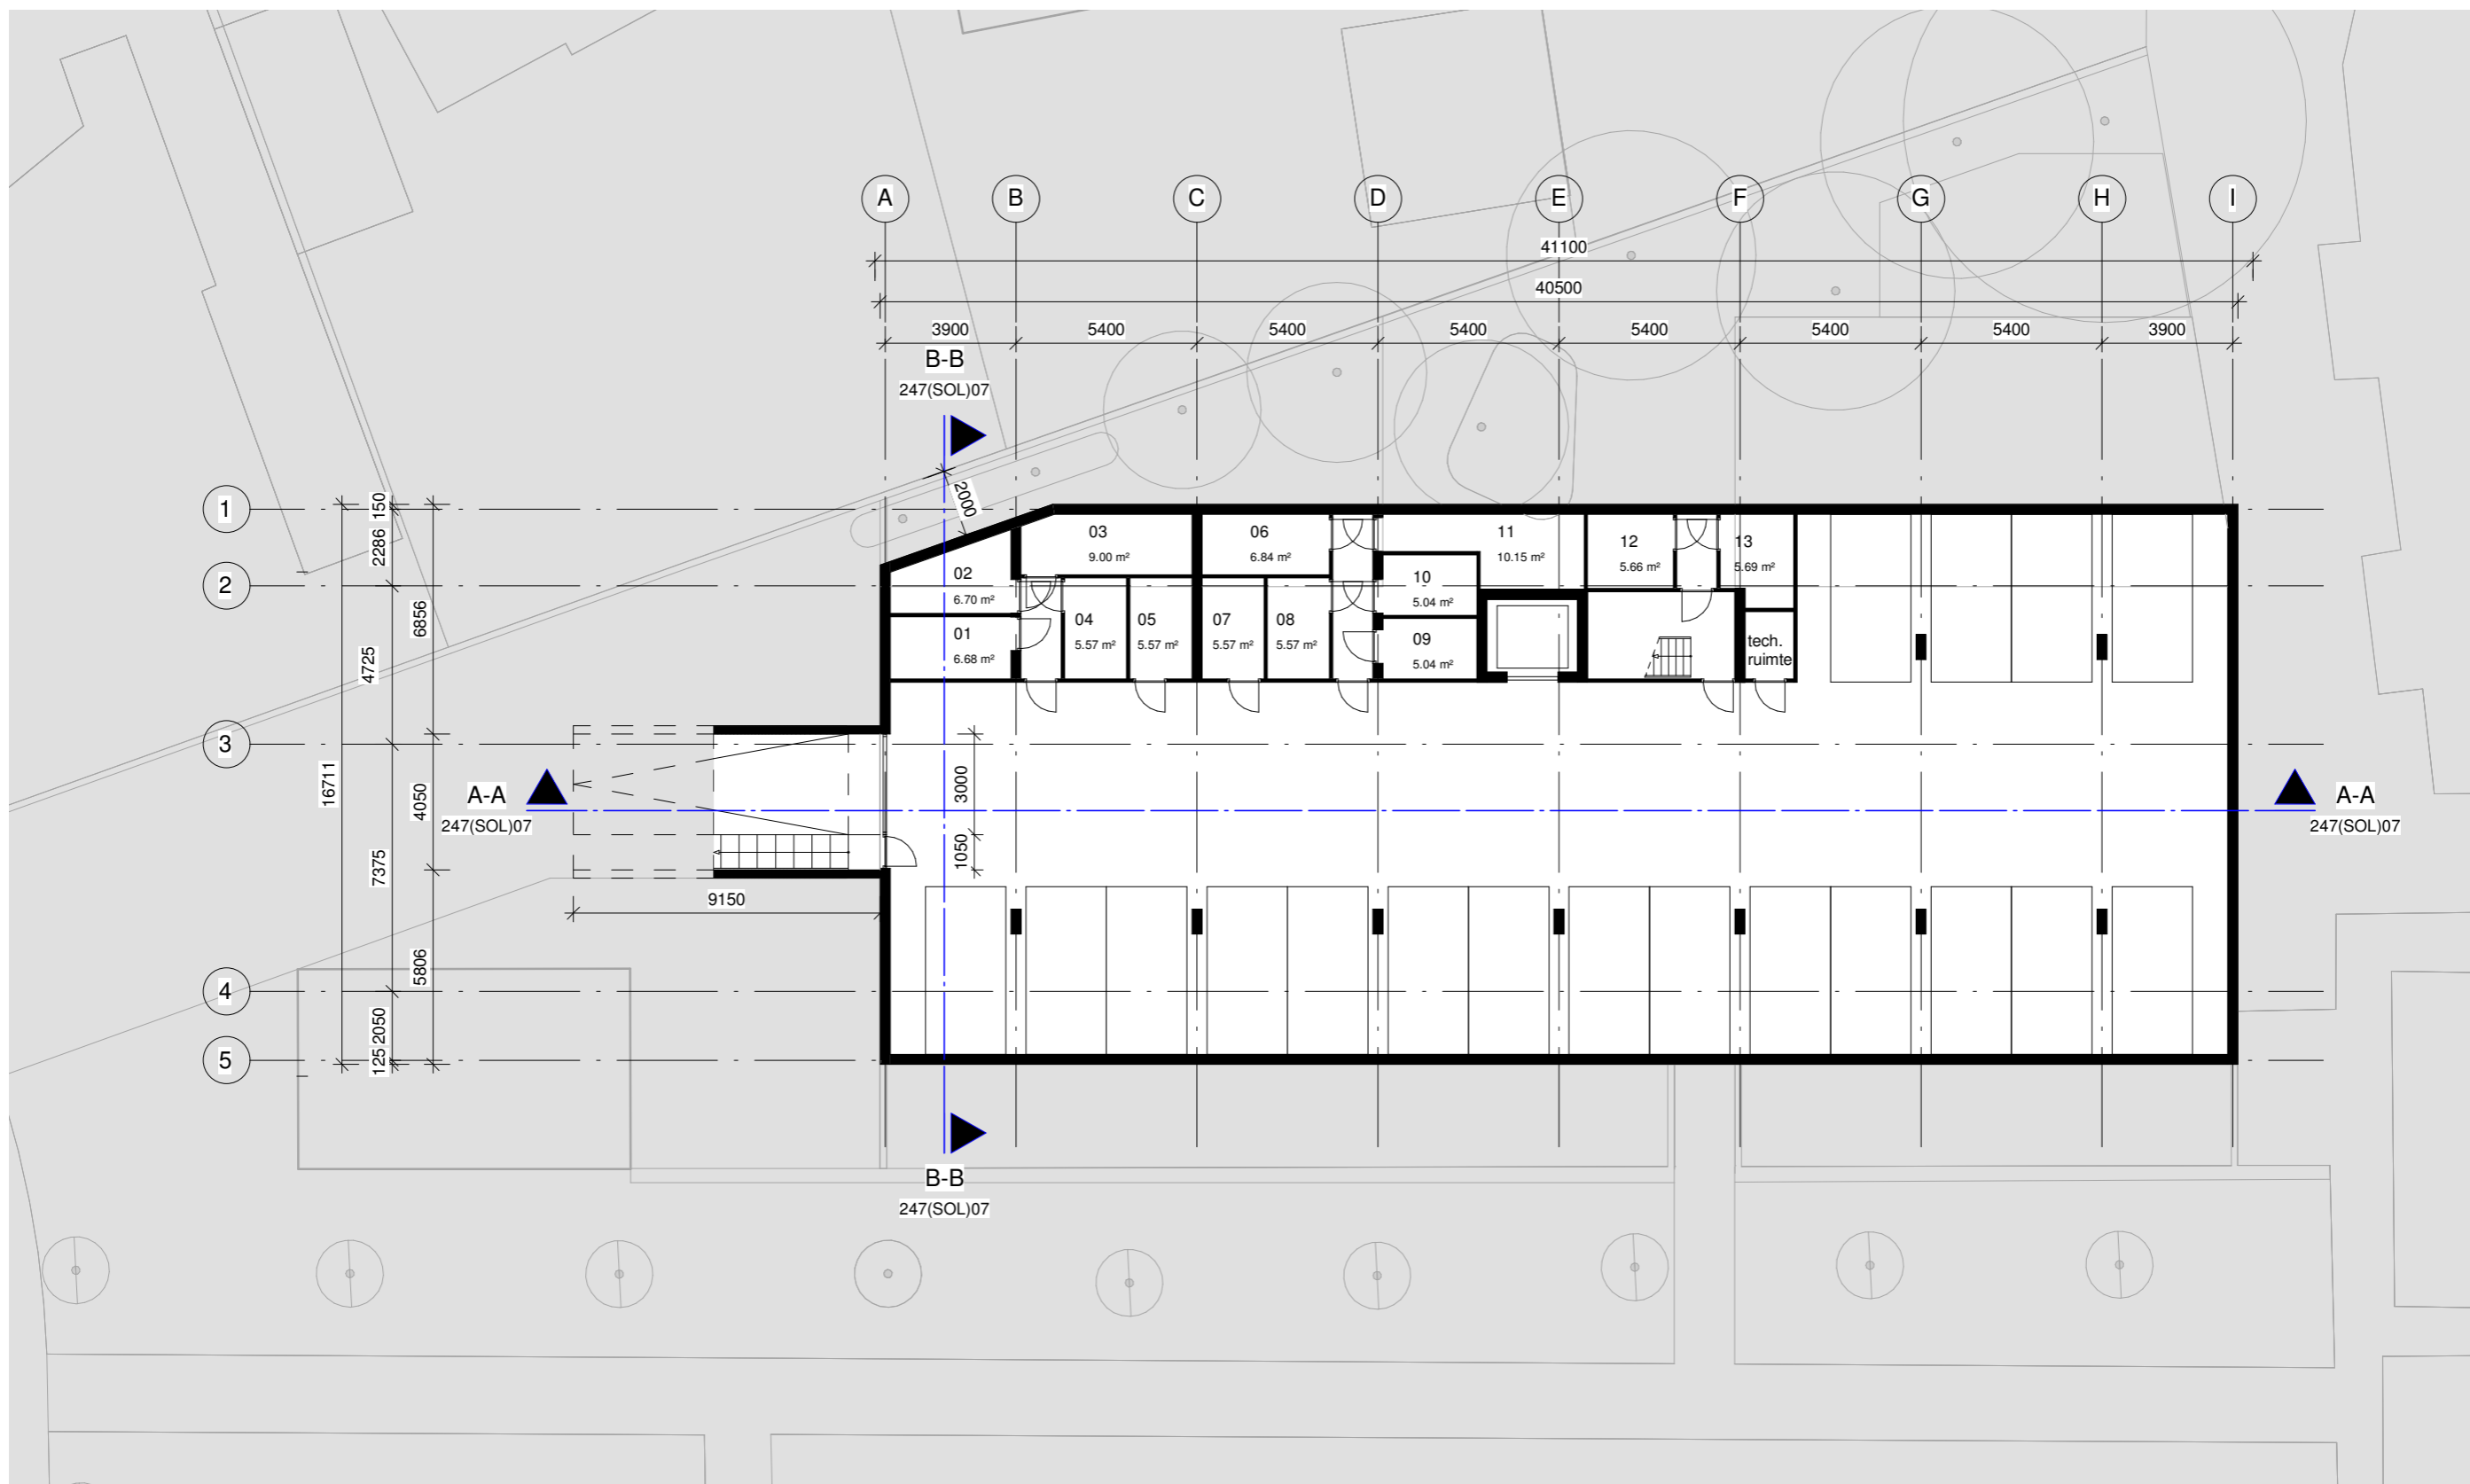 A B C D E F G H I
41100
40500
3900 5400 5400 5400 5400 5400 5400 3900
B-B
247(SOL)07
2000
1
2
3
4
5
150
2286
4725
7375
2050
125
16711
6856
4050
5806
03
9.00 m²
06
6.84 m²
11
10.15 m²
12
5.66 m²
13
5.69 m²
02
6.70 m²
10
5.04 m²
01
6.68 m²
04
5.57 m²
05
5.57 m²
07
5.57 m²
08
5.57 m²
09
5.04 m²
tech.
ruimte
A-A
247(SOL)07
3000
1050
9150
A-A
247(SOL)07
B-B
247(SOL)07